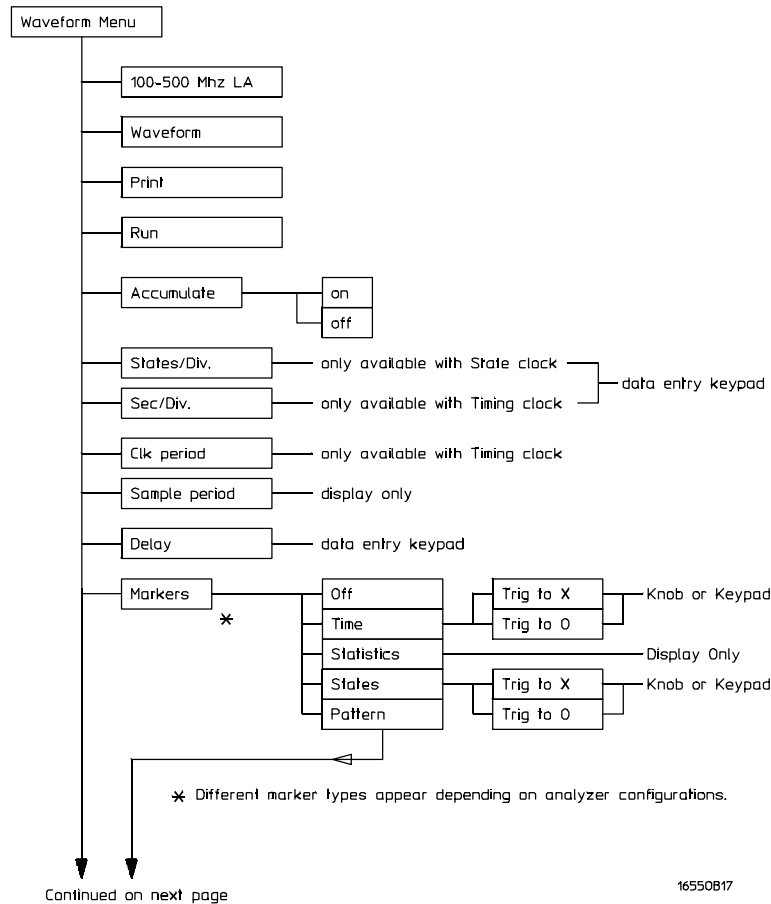 Waveform Menu
100-500 Mhz LA
Waveform
Print
Run
Accumulate
on
off
States/Div.
only available with State clock
data entry keypad
Sec/Div.
only available with Timing clock
Clk period
only available with Timing clock
Sample period
display only
Delay
data entry keypad
Markers
*
Off
Time
Statistics
States
Pattern
Trig to X
Trig to O
Knob or Keypad
Display Only
Trig to X
Trig to O
Knob or Keypad
* Different marker types appear depending on analyzer configurations.
Continued on next page
16550B17